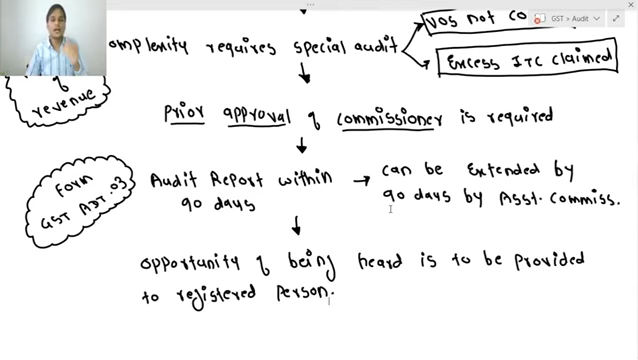 VOS not CO
GST > Audit
omplexity requires special audit
Excess ITC claimed
of
revenue
Prior approval of commissioner is required
Form
GST ADT-03
Audit Report within → can be Extended by
90 days 90 days by Asst. Commiss.
opportunity of being heard is to be provided
to registered person.